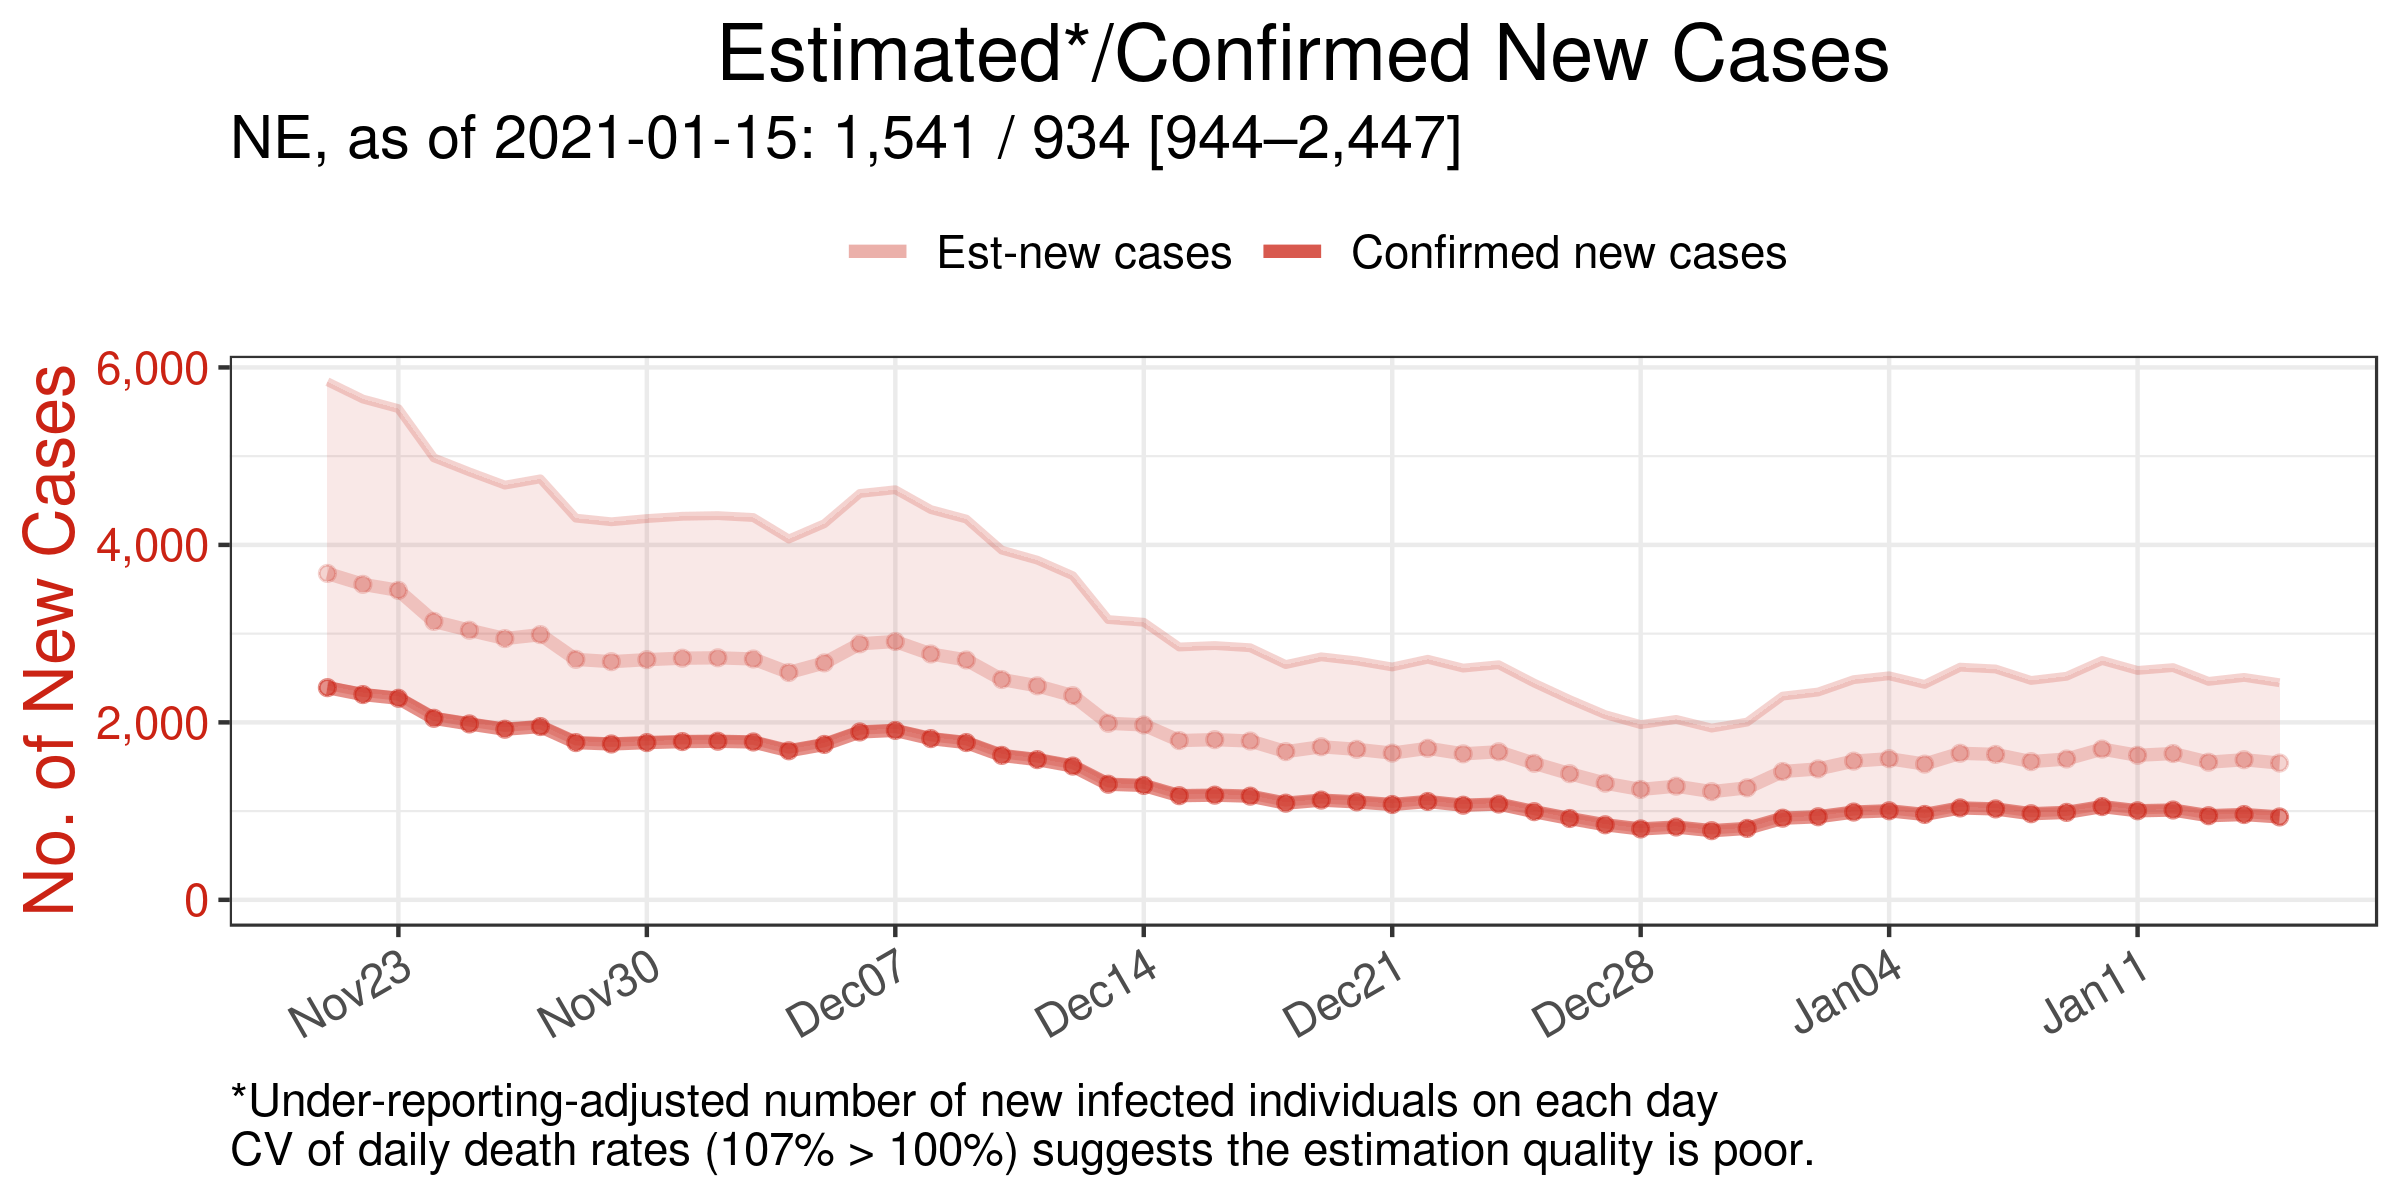 Estimated*/Confirmed New Cases
NE, as of 2021-01-15: 1,541 / 934 [944–2,447]
Est-new cases
Confirmed new cases
No. of New Cases
6,000
4,000
2,000
0
Nov23
Nov30
Dec07
Dec14
Dec21
Dec28
Jan04
Jan11
*Under-reporting-adjusted number of new infected individuals on each day
CV of daily death rates (107% > 100%) suggests the estimation quality is poor.